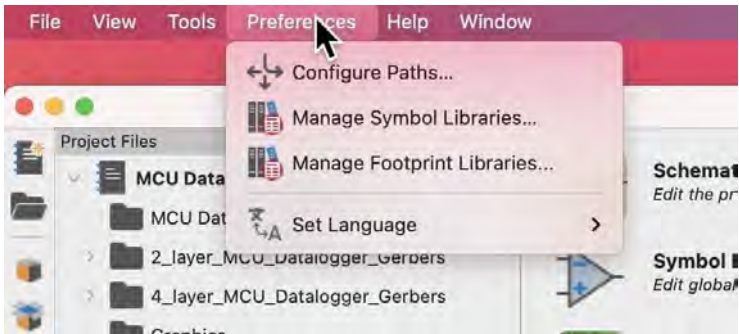 File View Tools Preferences Help Window
Configure Paths...
Manage Symbol Libraries...
Manage Footprint Libraries...
Set Language
Project Files
MCU Data
MCU Dat
2_layer_MCU_Datalogger_Gerbers
4_layer_MCU_Datalogger_Gerbers
Schemat
Edit the pr
Symbol
Edit global